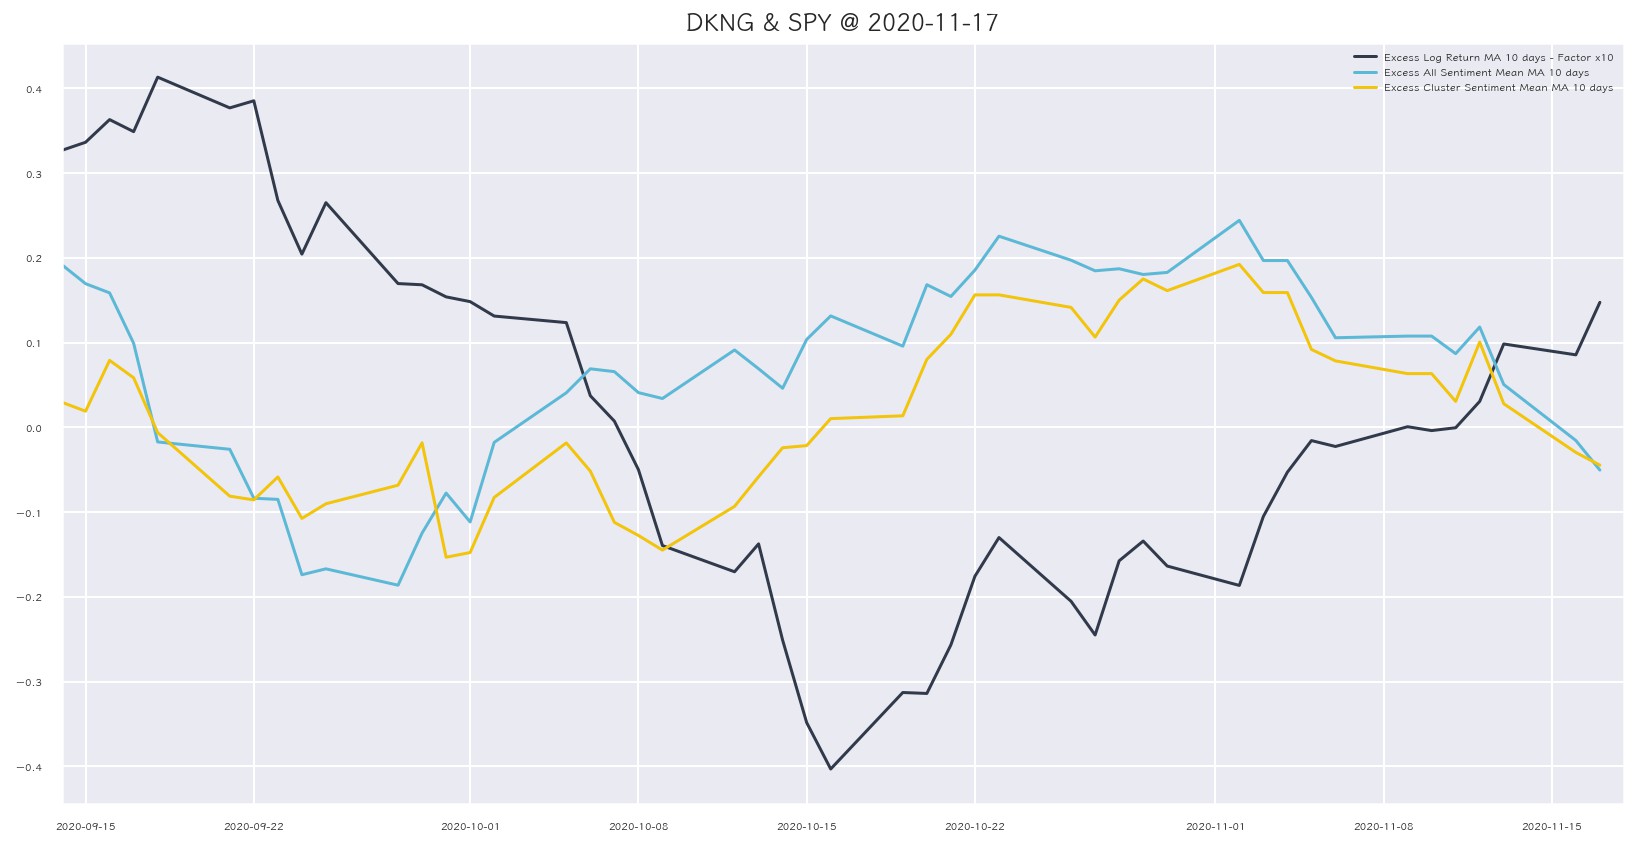 DKNG & SPY @ 2020-11-17
Excess Log Return MA 10 days - Factor x10
Excess All Sentiment Mean MA 10 days
Excess Cluster Sentiment Mean MA 10 days
0.4
0.3
0.2
0.1
0.0
−0.1
−0.2
−0.3
−0.4
2020-09-15 2020-09-22 2020-10-01 2020-10-08 2020-10-15 2020-10-22 2020-11-01 2020-11-08 2020-11-15